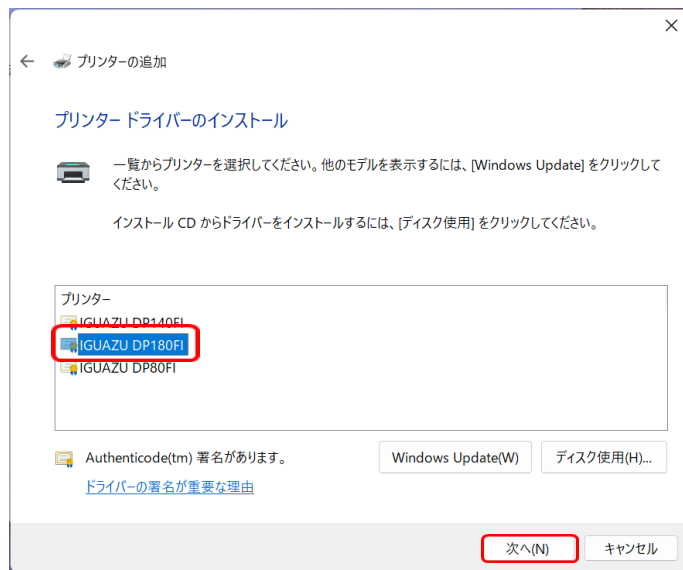 プリンターの追加
プリンター ドライバーのインストール
一覧からプリンターを選択してください。他のモデルを表示するには、[Windows Update] をクリックして
ください。
インストール CD からドライバーをインストールするには、[ディスク使用] をクリックしてください。
プリンター
IGUAZU DP140FI
IGUAZU DP180FI
IGUAZU DP80FI
Authenticode(tm) 署名があります。
Windows Update(W)
ディスク使用(H)...
ドライバーの署名が重要な理由
次へ(N)
キャンセル